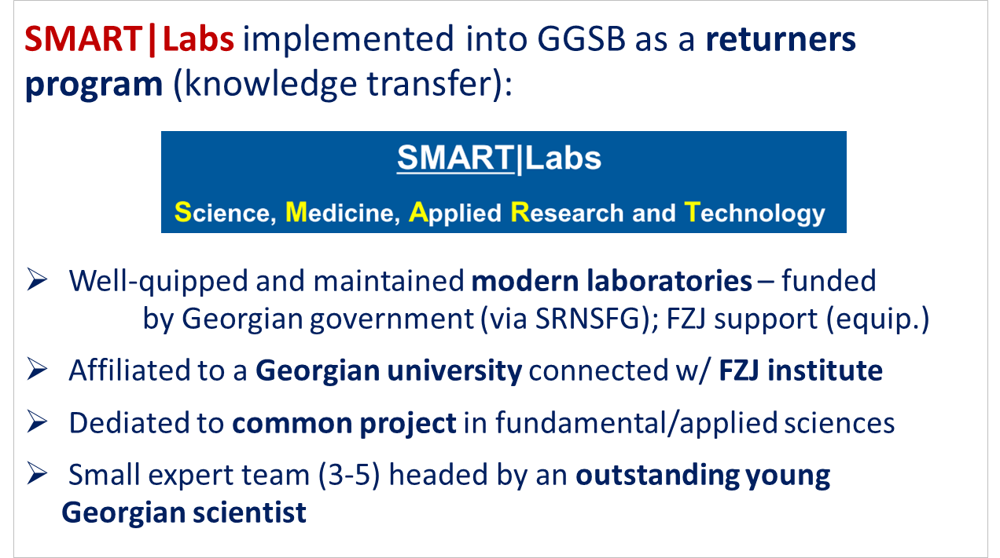 SMART|Labs implemented into GGSB as a returners
program (knowledge transfer):
SMART|Labs
Science, Medicine, Applied Research and Technology
➢ Well-quipped and maintained modern laboratories – funded
by Georgian government (via SRNSFG); FZJ support (equip.)
➢ Affiliated to a Georgian university connected w/ FZJ institute
➢ Dediated to common project in fundamental/applied sciences
➢ Small expert team (3-5) headed by an outstanding young
Georgian scientist